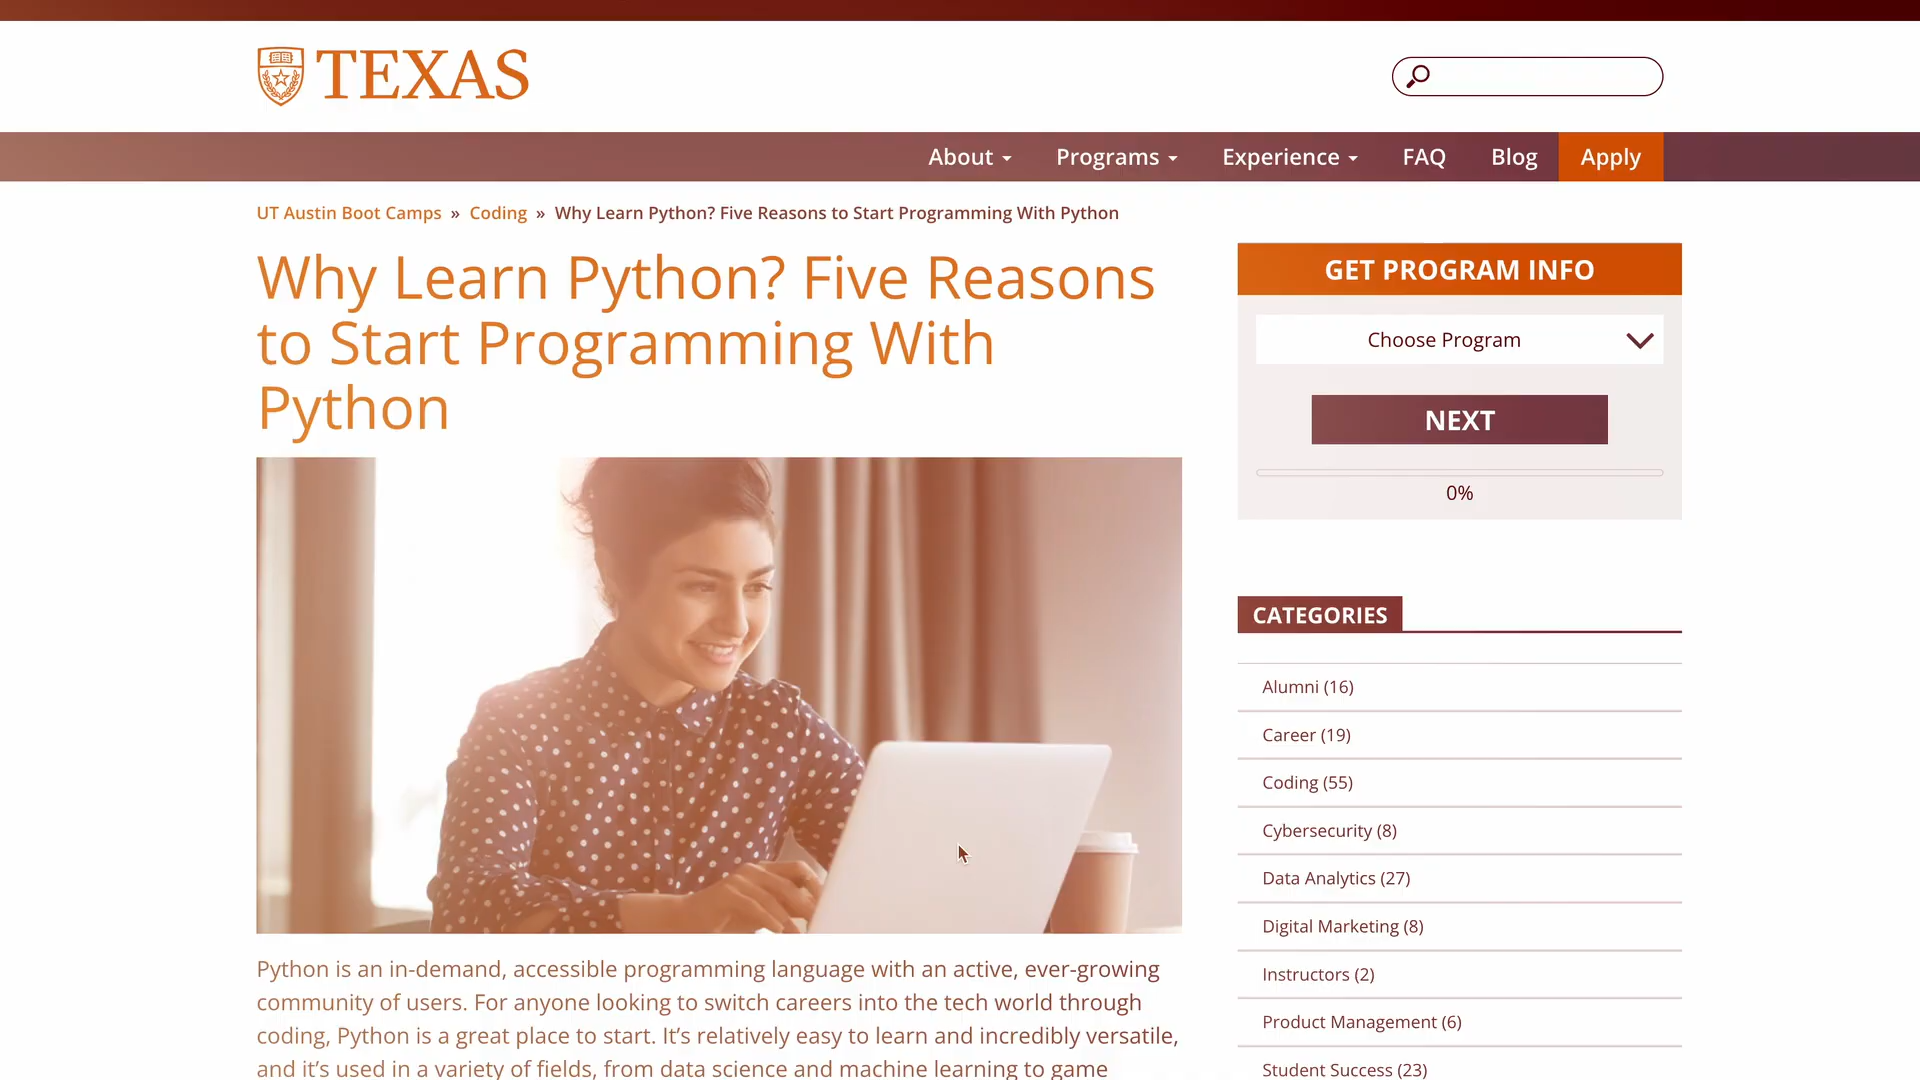 TEXAS
About Programs Experience FAQ Blog Apply
UT Austin Boot Camps » Coding » Why Learn Python? Five Reasons to Start Programming With Python
Why Learn Python? Five Reasons
to Start Programming With
Python
Python is an in-demand, accessible programming language with an active, ever-growing
community of users. For anyone looking to switch careers into the tech world through
coding, Python is a great place to start. It’s relatively easy to learn and incredibly versatile,
and it’s used in a variety of fields, from data science and machine learning to game
GET PROGRAM INFO
Choose Program
NEXT
0%
CATEGORIES
Alumni (16)
Career (19)
Coding (55)
Cybersecurity (8)
Data Analytics (27)
Digital Marketing (8)
Instructors (2)
Product Management (6)
Student Success (23)